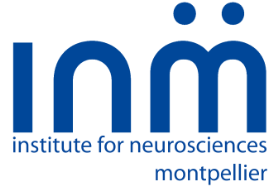 inm̈
institute for neurosciences
montpellier